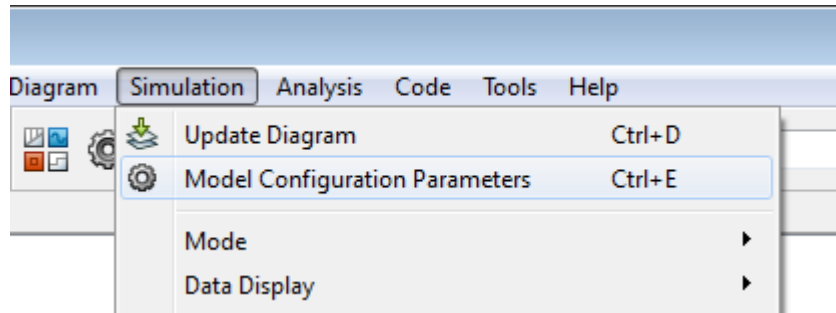 Diagram Simulation Analysis Code Tools Help
Update Diagram Ctrl+D
Model Configuration Parameters Ctrl+E
Mode
Data Display